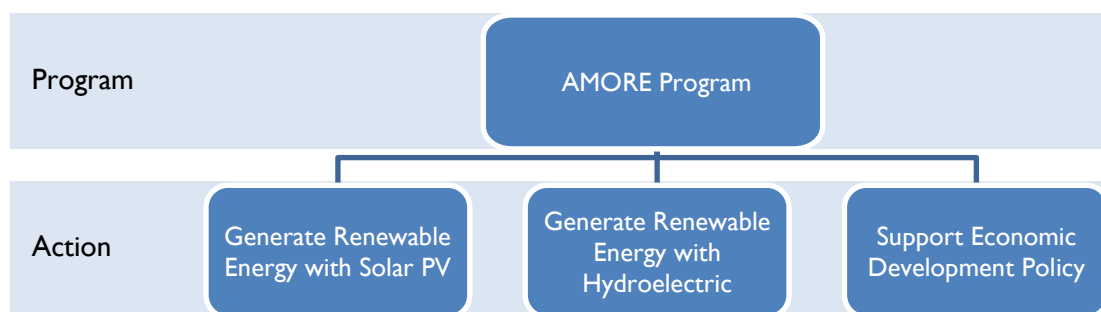 Program
AMORE Program
Action
Generate Renewable
Energy with Solar PV
Generate Renewable
Energy with
Hydroelectric
Support Economic
Development Policy